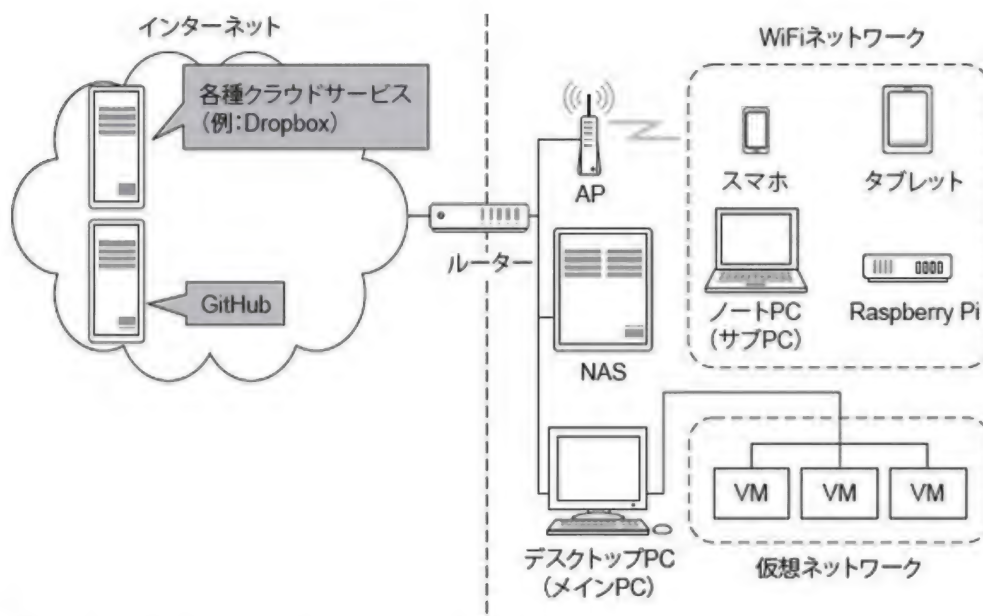 インターネット
各種クラウドサービス
(例:Dropbox)
GitHub
ルーター
AP
NAS
デスクトップPC
(メインPC)
WiFiネットワーク
スマホ
タブレット
ノートPC
(サブPC)
Raspberry Pi
VM
VM
VM
仮想ネットワーク